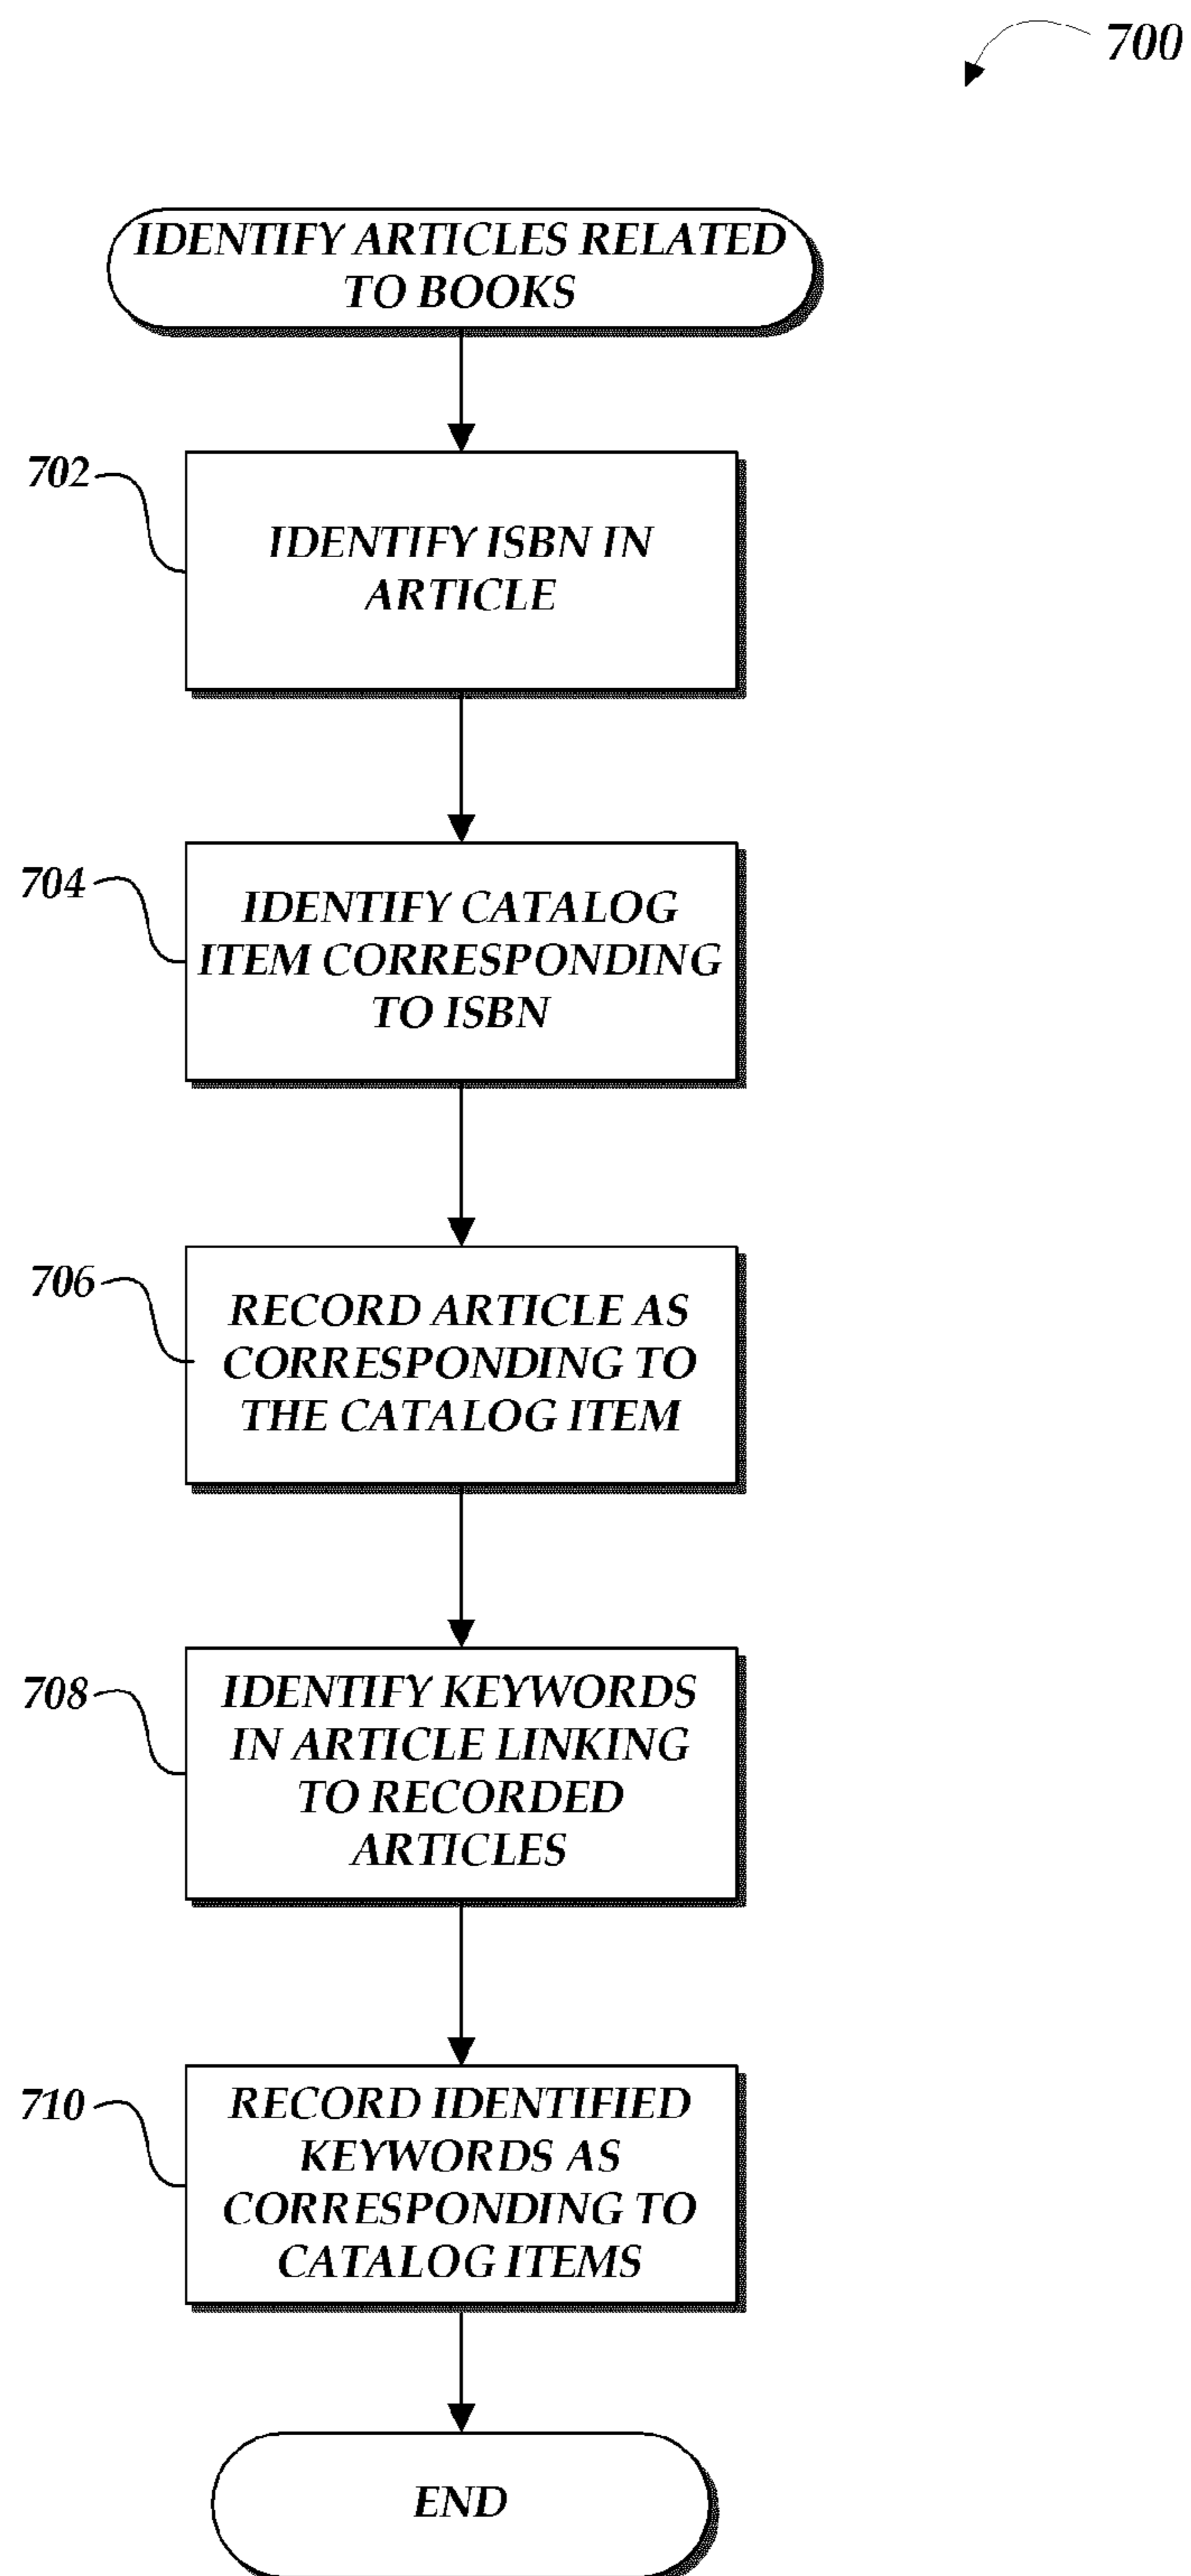 700
IDENTIFY ARTICLES RELATED
TO BOOKS
702
IDENTIFY ISBN IN
ARTICLE
704
IDENTIFY CATALOG
ITEM CORRESPONDING
TO ISBN
706
RECORD ARTICLE AS
CORRESPONDING TO
THE CATALOG ITEM
708
IDENTIFY KEYWORDS
IN ARTICLE LINKING
TO RECORDED
ARTICLES
710
RECORD IDENTIFIED
KEYWORDS AS
CORRESPONDING TO
CATALOG ITEMS
END